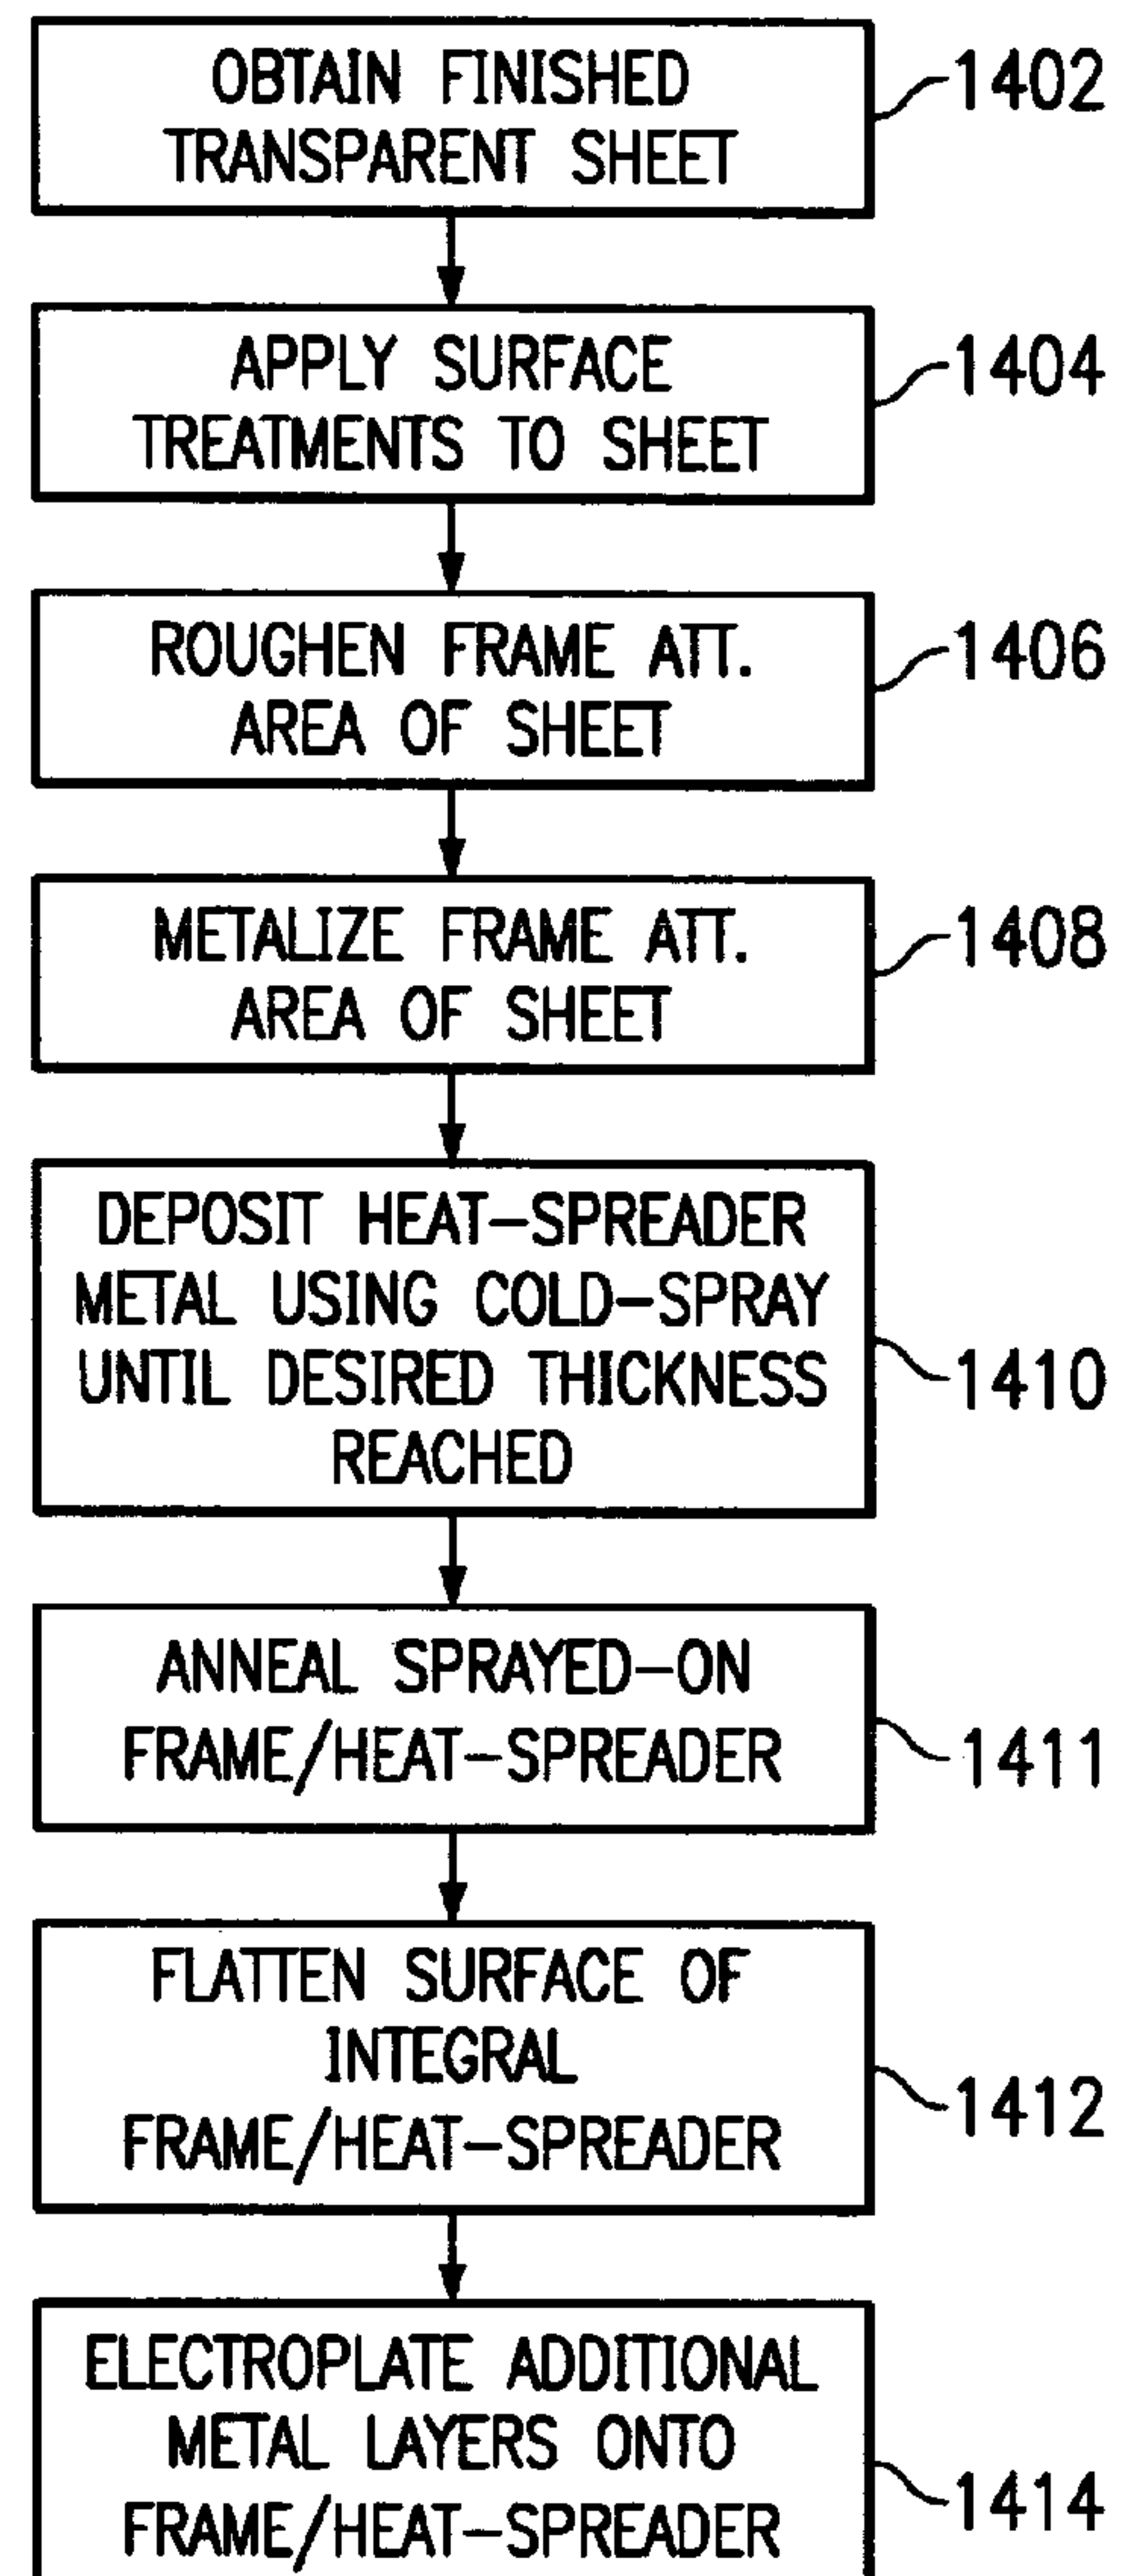 OBTAIN FINISHED
TRANSPARENT SHEET
1402
APPLY SURFACE
TREATMENTS TO SHEET
1404
ROUGHEN FRAME ATT.
AREA OF SHEET
1406
METALIZE FRAME ATT.
AREA OF SHEET
1408
DEPOSIT HEAT-SPREADER
METAL USING COLD-SPRAY
UNTIL DESIRED THICKNESS
REACHED
1410
ANNEAL SPRAYED-ON
FRAME/HEAT-SPREADER
1411
FLATTEN SURFACE OF
INTEGRAL
FRAME/HEAT-SPREADER
1412
ELECTROPLATE ADDITIONAL
METAL LAYERS ONTO
FRAME/HEAT-SPREADER
1414